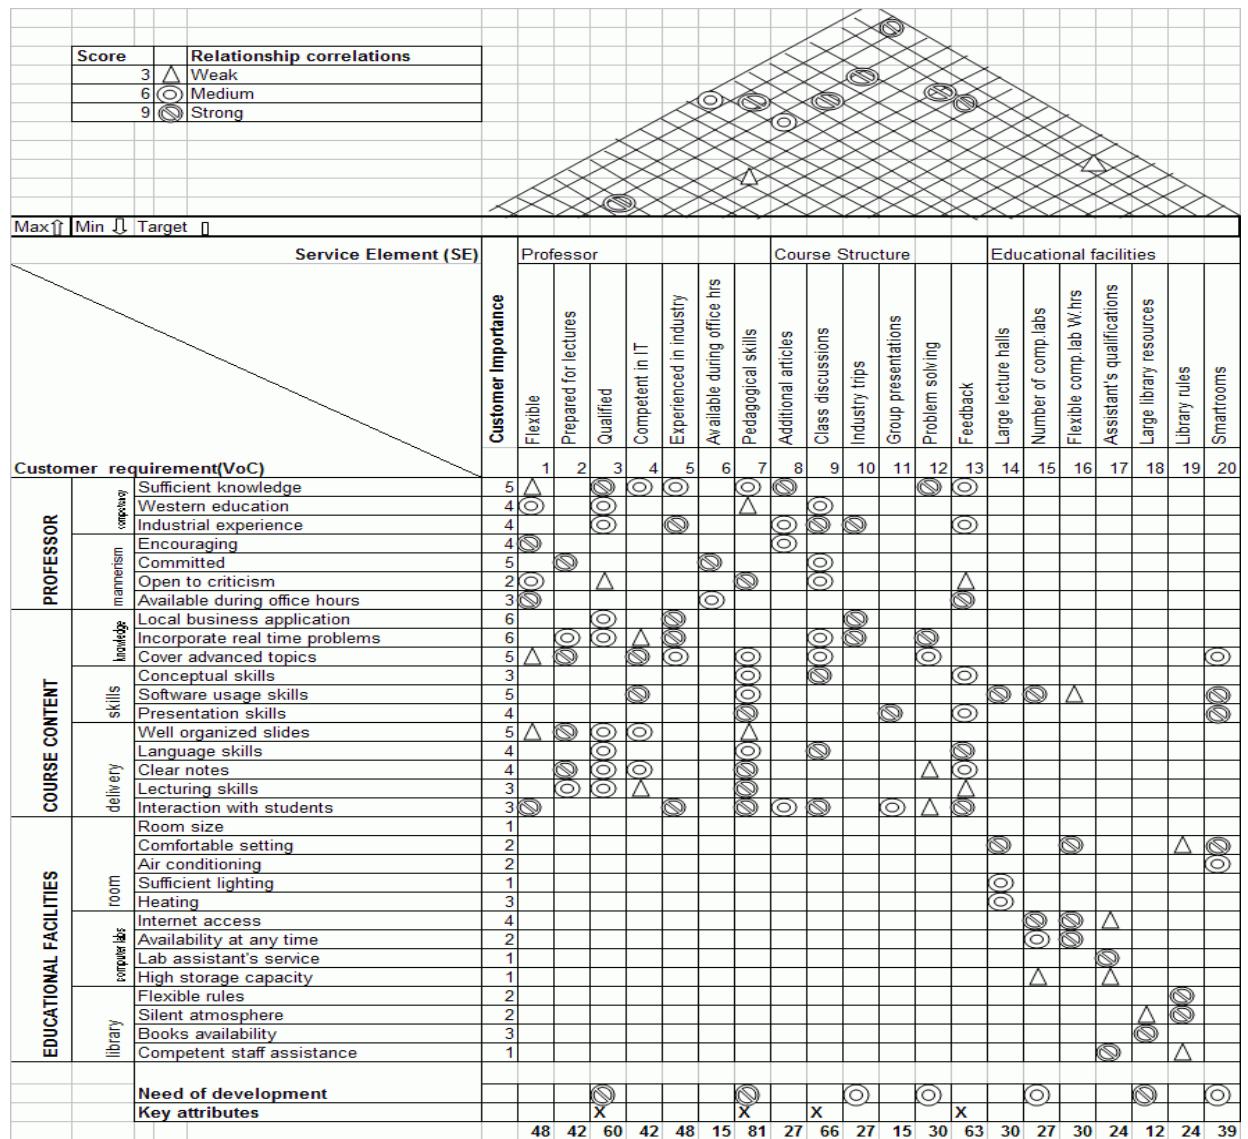 Score Relationship correlations
3 Weak
6 Medium
9 Strong
Max Min Target
Service Element (SE) Customer Importance Professor Course Structure Educational facilities
Flexible
Prepared for lectures
Qualified
Competent in IT
Experienced in industry
Available during office hrs
Pedagogical skills
Additional articles
Class discussions
Industry trips
Group presentations
Problem solving
Feedback
Large lecture halls
Number of comp.labs
Flexible comp.lab W.hrs
Assistant's qualifications
Large library resources
Library rules
Smartrooms
Customer requirement(VoC) 1 2 3 4 5 6 7 8 9 10 11 12 13 14 15 16 17 18 19 20
PROFESSOR
competency
Sufficient knowledge 5
Western education 4
Industrial experience 4
mannerism
Encouraging 4
Committed 5
Open to criticism 2
Available during office hours 3
COURSE CONTENT
knowledge
Local business application 6
Incorporate real time problems 6
Cover advanced topics 5
skills
Conceptual skills 3
Software usage skills 5
Presentation skills 4
delivery
Well organized slides 5
Language skills 4
Clear notes 4
Lecturing skills 3
Interaction with students 3
EDUCATIONAL FACILITIES
room
Room size 1
Comfortable setting 2
Air conditioning 2
Sufficient lighting 1
Heating 3
computer labs
Internet access 4
Availability at any time 2
Lab assistant's service 1
High storage capacity 1
library
Flexible rules 2
Silent atmosphere 2
Books availability 3
Competent staff assistance 1
Need of development
Key attributes X X X X
48 42 60 42 48 15 81 27 66 27 15 30 63 30 27 30 24 12 24 39